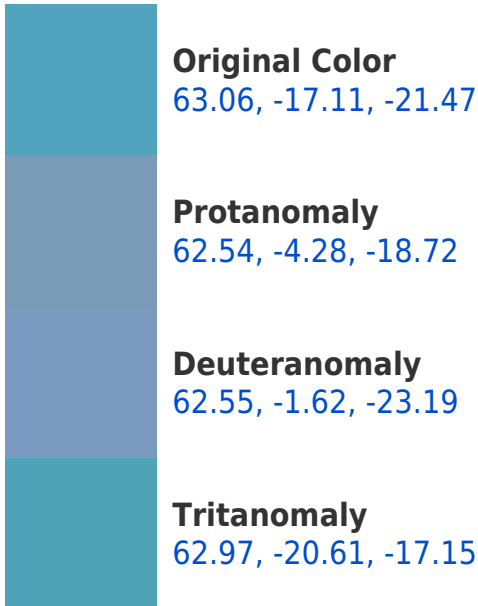 Original Color
63.06, -17.11, -21.47
Protanomaly
62.54, -4.28, -18.72
Deuteranomaly
62.55, -1.62, -23.19
Tritanomaly
62.97, -20.61, -17.15